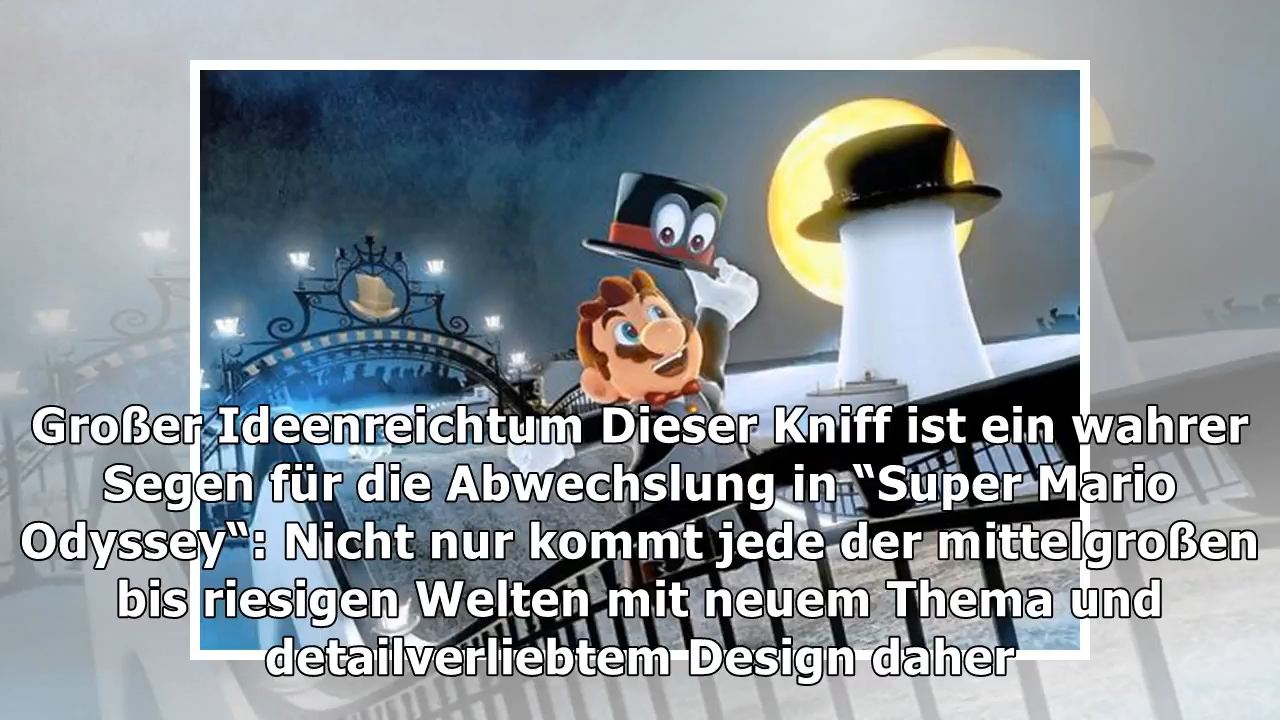 Großer Ideenreichtum Dieser Kniff ist ein wahrer
Segen für die Abwechslung in “Super Mario
Odyssey“: Nicht nur kommt jede der mittelgroßen
bis riesigen Welten mit neuem Thema und
detailverliebtem Design daher